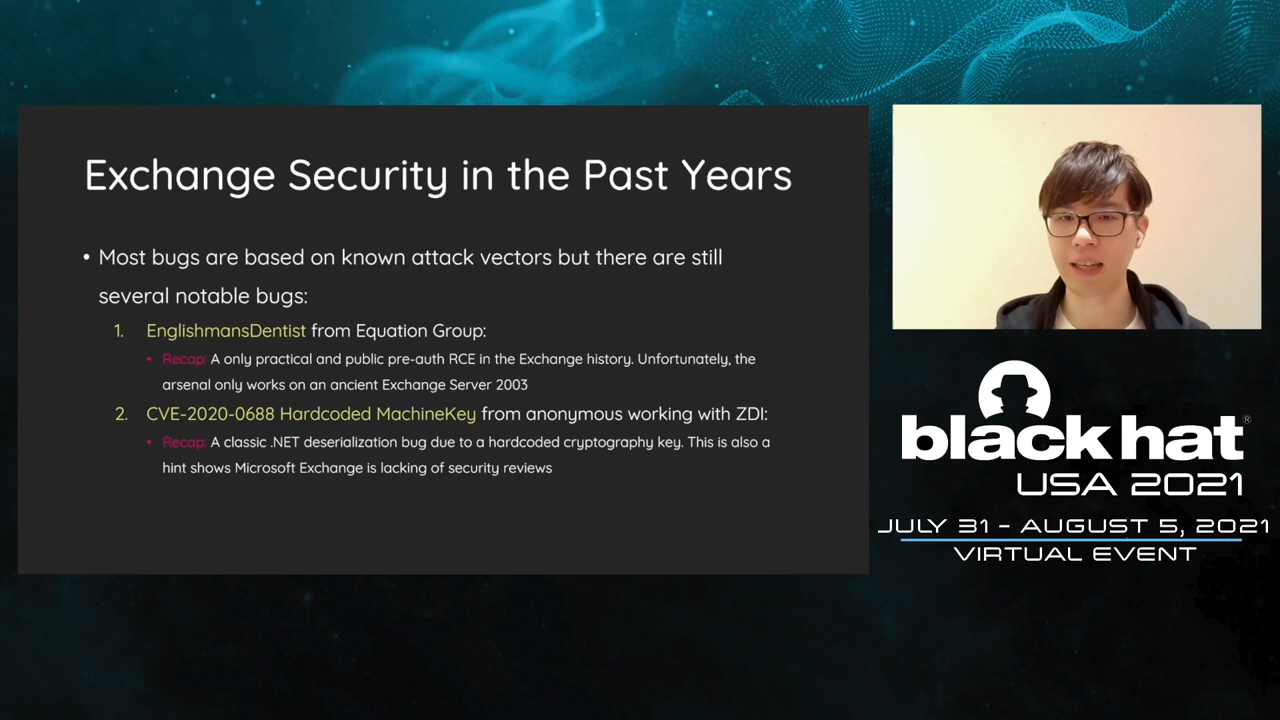 Exchange Security in the Past Years
• Most bugs are based on known attack vectors but there are still
several notable bugs:
1. EnglishmansDentist from Equation Group:
• Recap: A only practical and public pre-auth RCE in the Exchange history. Unfortunately, the
arsenal only works on an ancient Exchange Server 2003
2. CVE-2020-0688 Hardcoded MachineKey from anonymous working with ZDI:
• Recap: A classic .NET deserialization bug due to a hardcoded cryptography key. This is also a
hint shows Microsoft Exchange is lacking of security reviews
black hat®
USA 2021
JULY 31 - AUGUST 5, 2021
VIRTUAL EVENT